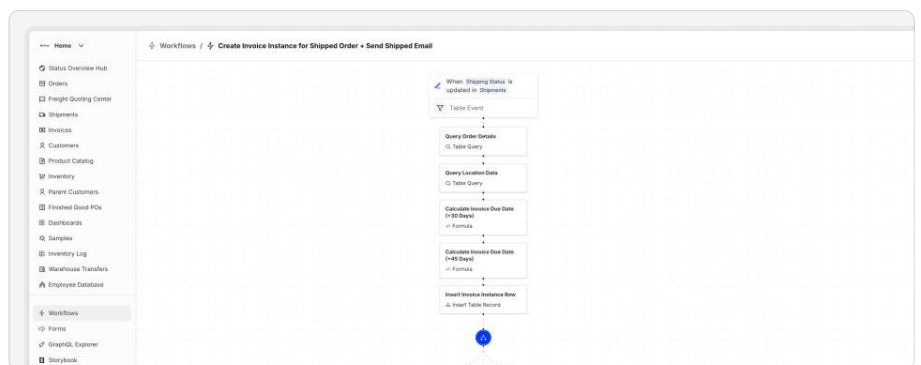 Home
Workflows / Create Invoice Instance for Shipped Order + Send Shipped Email
Status Overview Hub
Orders
Freight Quoting Center
Shipments
Invoices
Customers
Product Catalog
Inventory
Parent Customers
Finished Good POs
Dashboards
Samples
Inventory Log
Warehouse Transfers
Employee Database
Workflows
Forms
GraphQL Explorer
Storybook
When Shipping Status is
updated in Shipments
Table Event
Query Order Details
Table Query
Query Location Data
Table Query
Calculate Invoice Due Date
(+30 Days)
Formula
Calculate Invoice Due Date
(+45 Days)
Formula
Insert Invoice Instance Row
Insert Table Record